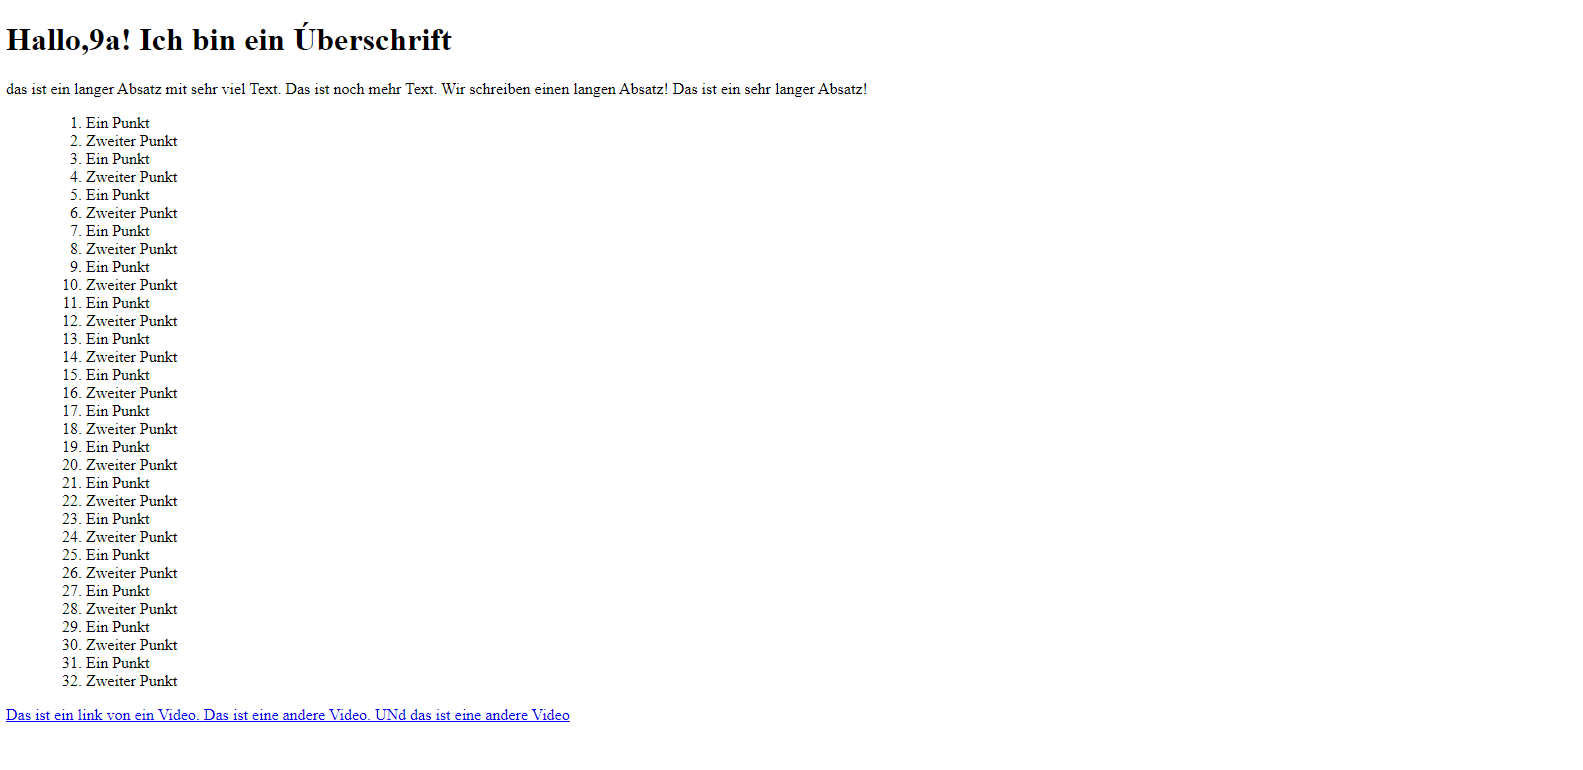 Hallo,9a! Ich bin ein Úberschrift
das ist ein langer Absatz mit sehr viel Text. Das ist noch mehr Text. Wir schreiben einen langen Absatz! Das ist ein sehr langer Absatz!
1. Ein Punkt
2. Zweiter Punkt
3. Ein Punkt
4. Zweiter Punkt
5. Ein Punkt
6. Zweiter Punkt
7. Ein Punkt
8. Zweiter Punkt
9. Ein Punkt
10. Zweiter Punkt
11. Ein Punkt
12. Zweiter Punkt
13. Ein Punkt
14. Zweiter Punkt
15. Ein Punkt
16. Zweiter Punkt
17. Ein Punkt
18. Zweiter Punkt
19. Ein Punkt
20. Zweiter Punkt
21. Ein Punkt
22. Zweiter Punkt
23. Ein Punkt
24. Zweiter Punkt
25. Ein Punkt
26. Zweiter Punkt
27. Ein Punkt
28. Zweiter Punkt
29. Ein Punkt
30. Zweiter Punkt
31. Ein Punkt
32. Zweiter Punkt
Das ist ein link von ein Video. Das ist eine andere Video. UNd das ist eine andere Video